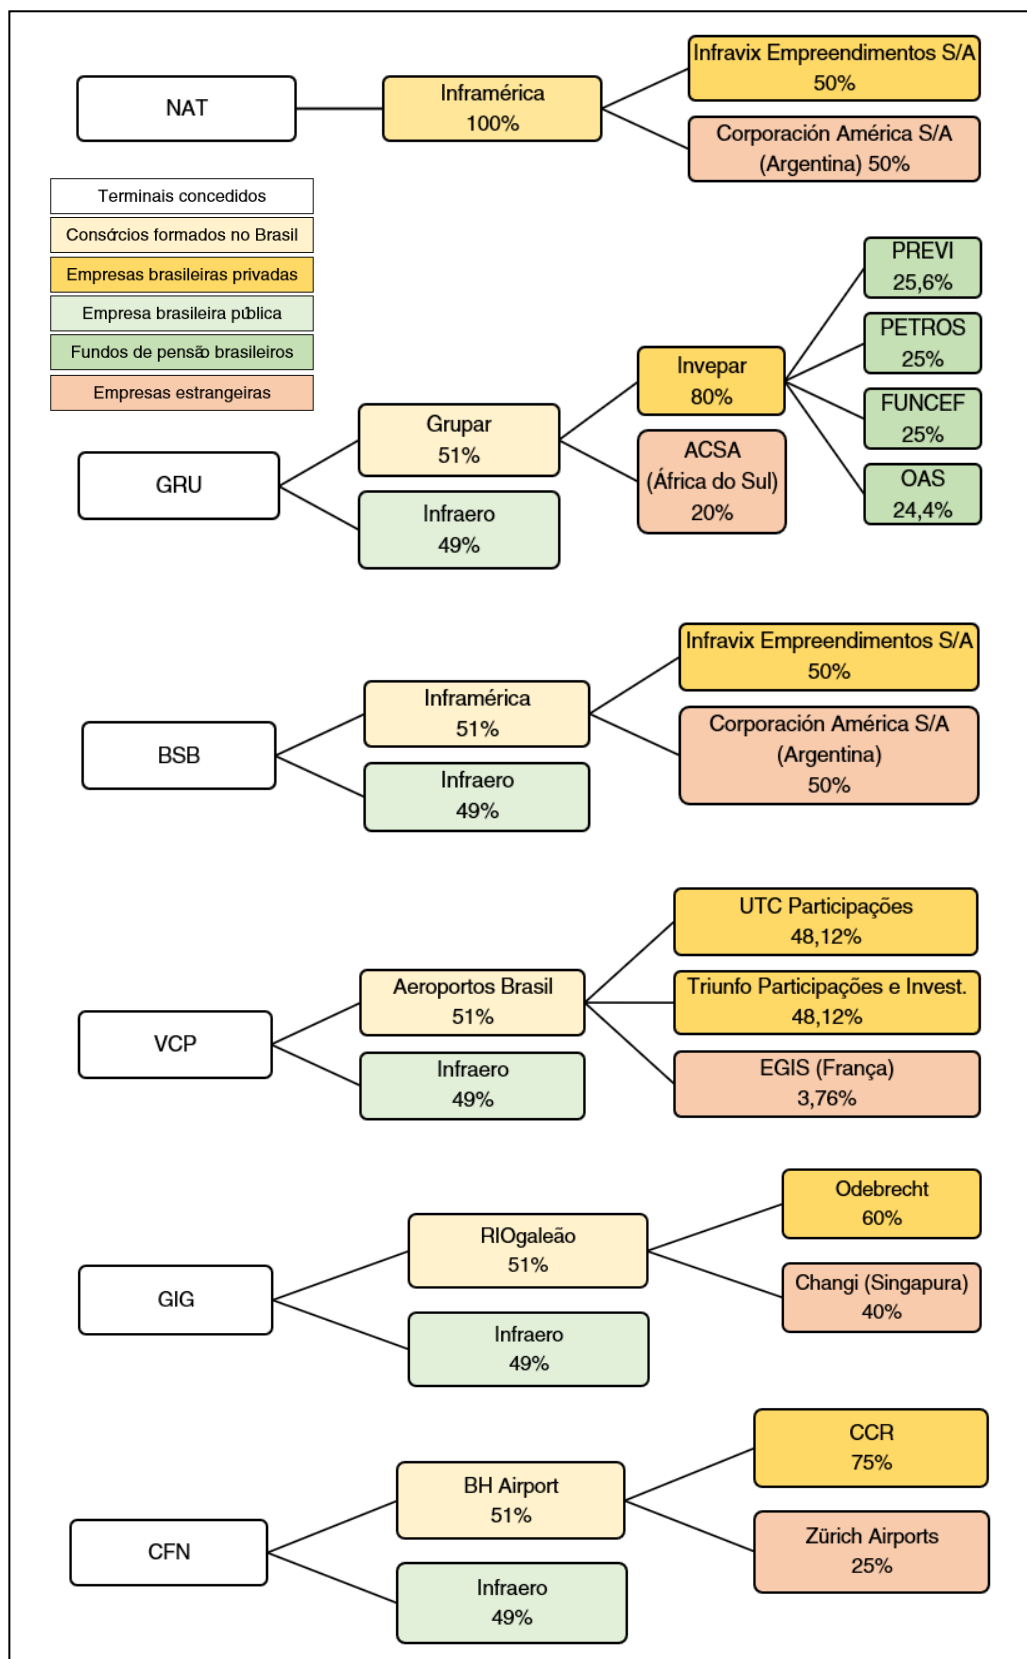 NAT
Inframérica
100%
Infravix Empreendimentos S/A
50%
Corporación América S/A
(Argentina) 50%
Terminais concedidos
Consórcios formados no Brasil
Empresas brasileiras privadas
Empresa brasileira pública
Fundos de pensão brasileiros
Empresas estrangeiras
GRU
Grupar
51%
Infraero
49%
Invepar
80%
ACSA
(África do Sul)
20%
PREVI
25,6%
PETROS
25%
FUNCEF
25%
OAS
24,4%
BSB
Inframérica
51%
Infraero
49%
Infravix Empreendimentos S/A
50%
Corporación América S/A
(Argentina)
50%
VCP
Aeroportos Brasil
51%
Infraero
49%
UTC Participações
48,12%
Triunfo Participações e Invest.
48,12%
EGIS (França)
3,76%
GIG
RIOgaleão
51%
Infraero
49%
Odebrecht
60%
Changi (Singapura)
40%
CFN
BH Airport
51%
Infraero
49%
CCR
75%
Zürich Airports
25%